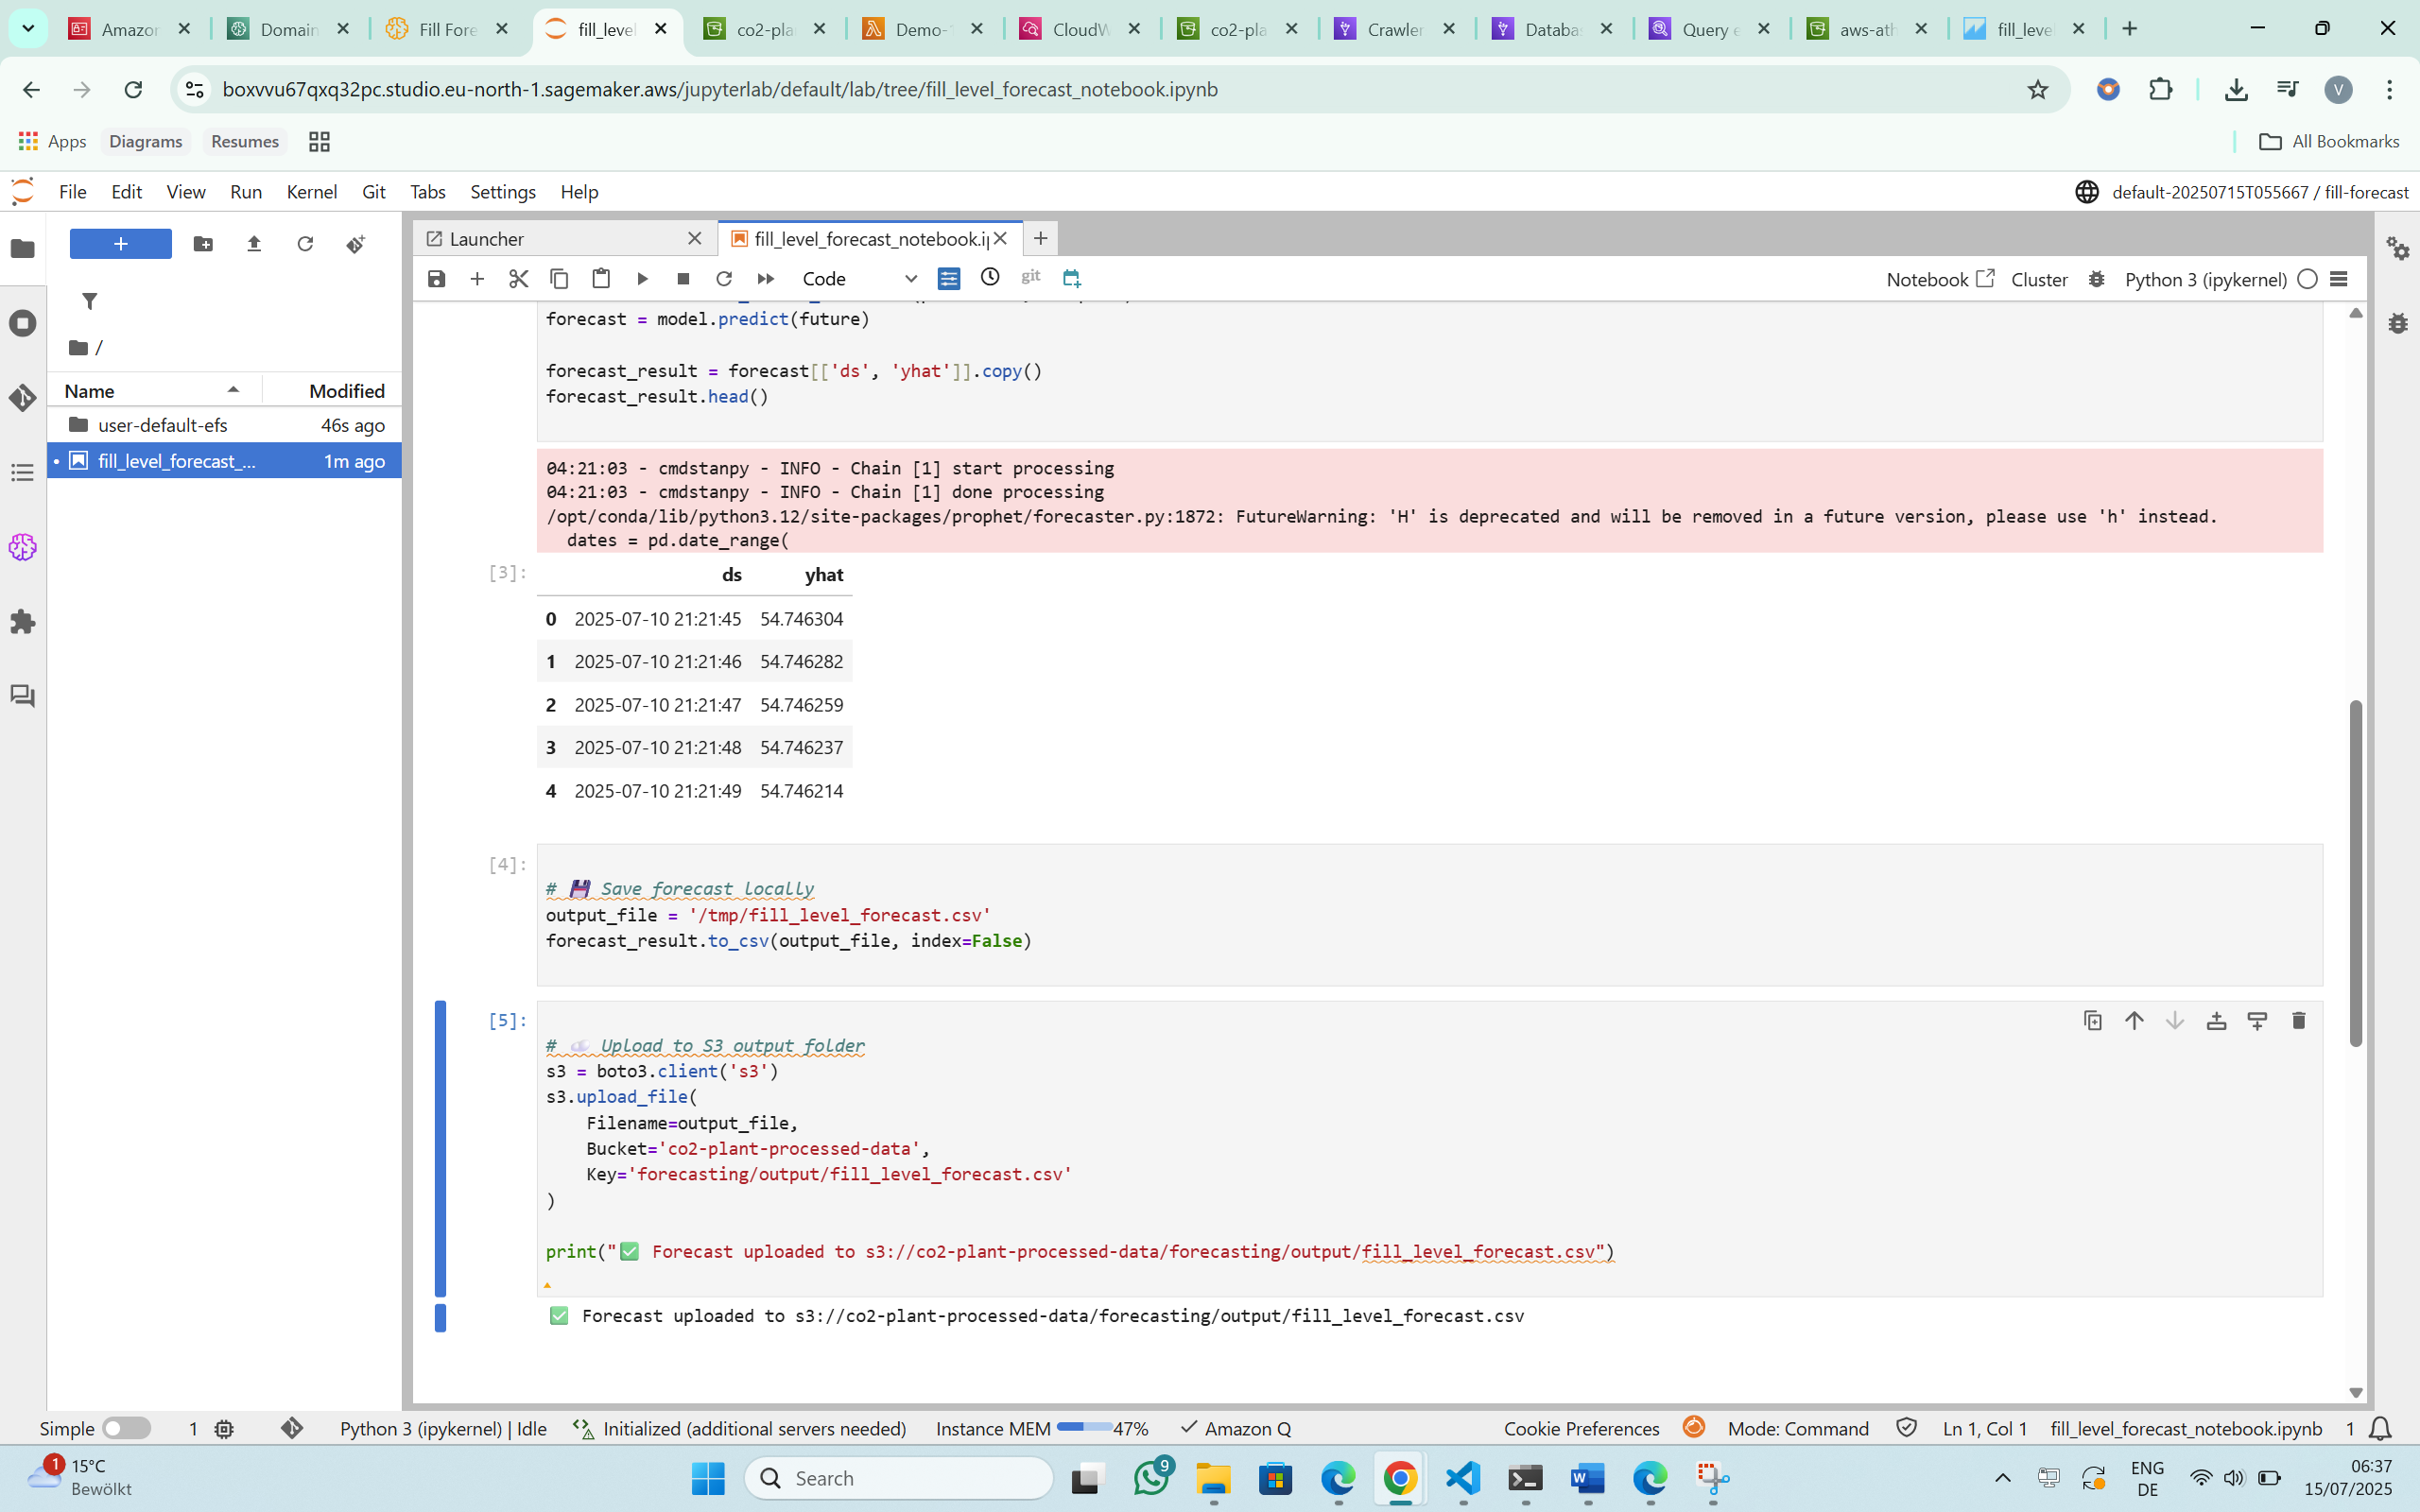 Amazon
Domain
Fill Fore
fill_level
co2-pla
Demo-
CloudW
co2-pla
Crawler
Databas
Query e
aws-ath
fill_leve
boxvvu67qxq32pc.studio.eu-north-1.sagemaker.aws/jupyterlab/default/lab/tree/fill_level_forecast_notebook.ipynb
V
Apps Diagrams Resumes All Bookmarks
File Edit View Run Kernel Git Tabs Settings Help default-20250715T055667 / fill-forecast
Launcher fill_level_forecast_notebook.i
Code git Notebook Cluster Python 3 (ipykernel)
/
Name Modified
user-default-efs 46s ago
fill_level_forecast_... 1m ago
forecast = model.predict(future)
forecast_result = forecast[['ds', 'yhat']].copy()
forecast_result.head()
04:21:03 - cmdstanpy - INFO - Chain [1] start processing
04:21:03 - cmdstanpy - INFO - Chain [1] done processing
/opt/conda/lib/python3.12/site-packages/prophet/forecaster.py:1872: FutureWarning: 'H' is deprecated and will be removed in a future version, please use 'h' instead.
dates = pd.date_range(
[3]:
ds yhat
0 2025-07-10 21:21:45 54.746304
1 2025-07-10 21:21:46 54.746282
2 2025-07-10 21:21:47 54.746259
3 2025-07-10 21:21:48 54.746237
4 2025-07-10 21:21:49 54.746214
[4]:
# 💾 Save forecast locally
output_file = '/tmp/fill_level_forecast.csv'
forecast_result.to_csv(output_file, index=False)
[5]:
# ☁️ Upload to S3 output folder
s3 = boto3.client('s3')
s3.upload_file(
Filename=output_file,
Bucket='co2-plant-processed-data',
Key='forecasting/output/fill_level_forecast.csv'
)
print("✅ Forecast uploaded to s3://co2-plant-processed-data/forecasting/output/fill_level_forecast.csv")
✅ Forecast uploaded to s3://co2-plant-processed-data/forecasting/output/fill_level_forecast.csv
Simple 1 Python 3 (ipykernel) | Idle Initialized (additional servers needed) Instance MEM 47% Amazon Q Cookie Preferences Mode: Command Ln 1, Col 1 fill_level_forecast_notebook.ipynb 1
1
15°C
Bewölkt
Search
9
ENG
DE
06:37
15/07/2025